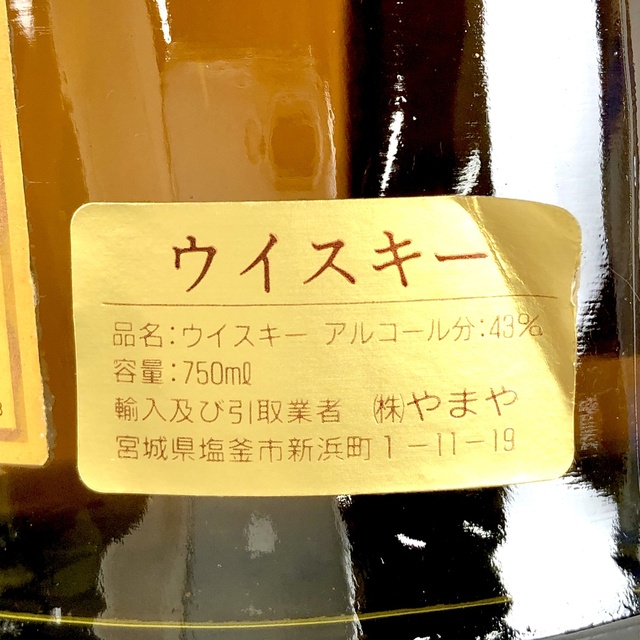 ウイスキー
品名:ウイスキー アルコール分:43%
容量:750ml
輸入及び引取業者 (株)やまや
宮城県塩釜市新浜町1-11-19